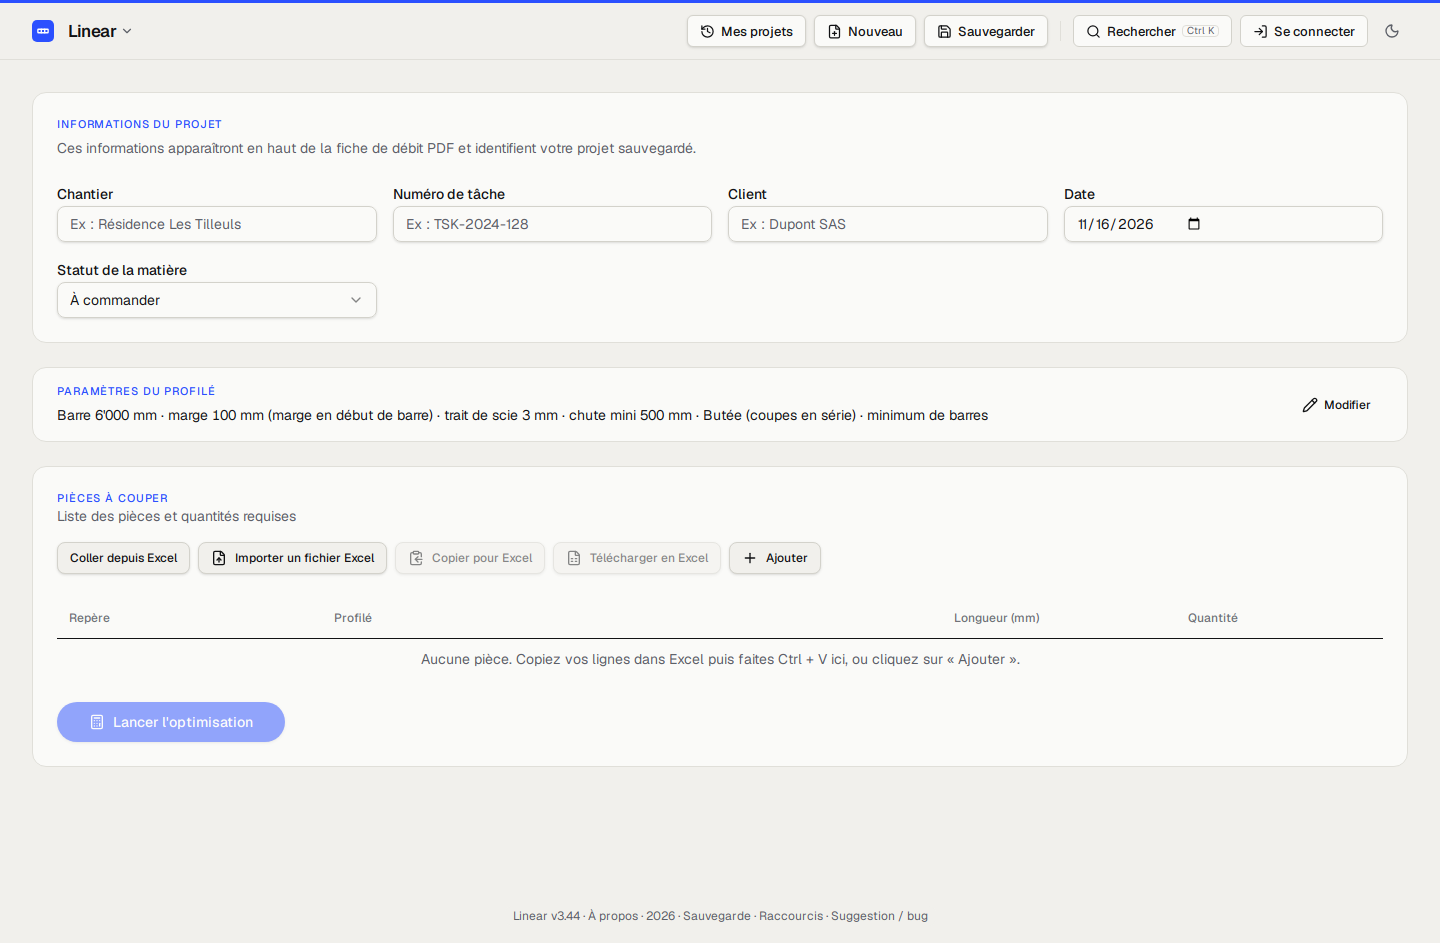 Linear
Mes projets
Nouveau
Sauvegarder
Rechercher Ctrl K
Se connecter
INFORMATIONS DU PROJET
Ces informations apparaîtront en haut de la fiche de débit PDF et identifient votre projet sauvegardé.
Chantier
Numéro de tâche
Client
Date
Ex : Résidence Les Tilleuls
Ex : TSK-2024-128
Ex : Dupont SAS
11/16/2026
Statut de la matière
À commander
PARAMÈTRES DU PROFILÉ
Barre 6'000 mm · marge 100 mm (marge en début de barre) · trait de scie 3 mm · chute mini 500 mm · Butée (coupes en série) · minimum de barres
Modifier
PIÈCES À COUPER
Liste des pièces et quantités requises
Coller depuis Excel
Importer un fichier Excel
Copier pour Excel
Télécharger en Excel
Ajouter
Repère
Profilé
Longueur (mm)
Quantité
Aucune pièce. Copiez vos lignes dans Excel puis faites Ctrl + V ici, ou cliquez sur « Ajouter ».
Lancer l'optimisation
Linear v3.44 · À propos · 2026 · Sauvegarde · Raccourcis · Suggestion / bug